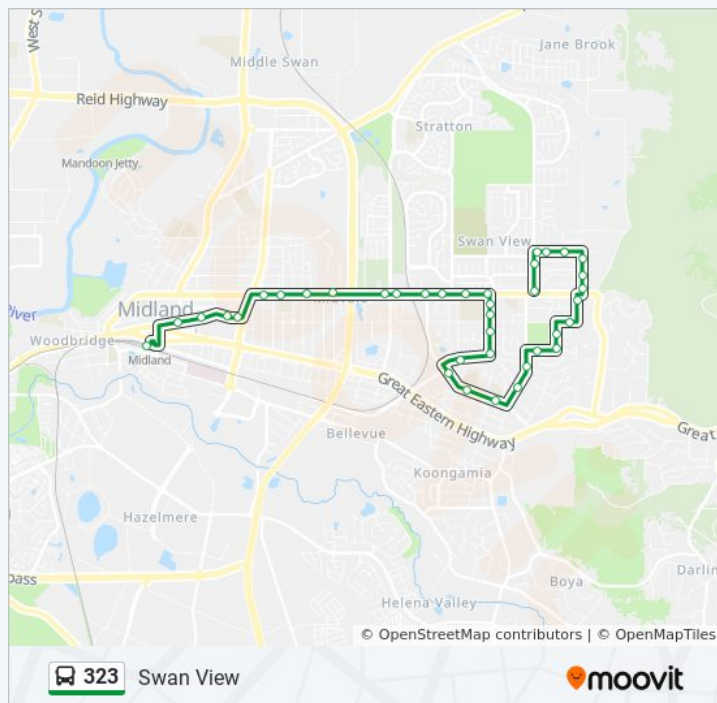 West S
Jane Brook
Middle Swan
Reid Highway
Stratton
Mandoon Jetty
Swan View
River
Midland
Woodbridge
Midland
Great Eastern Highway
Great
Bellevue
Koongamia
Hazelmere
pass
Boya
Darlin
Helena Valley
© OpenStreetMap contributors | © OpenMapTiles
323 Swan View
moovit